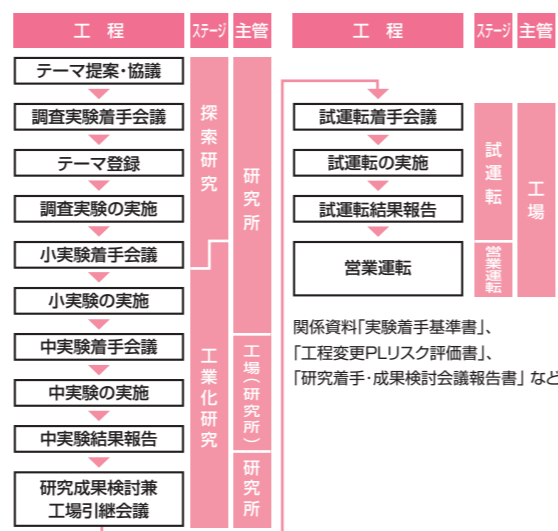 工 程
ステージ
主管
テーマ提案・協議
調査実験着手会議
テーマ登録
調査実験の実施
小実験着手会議
小実験の実施
中実験着手会議
中実験の実施
中実験結果報告
研究成果検討兼
工場引継会議
探索研究
工業化研究
研究所
工場(研究所)
研究所
工 程
ステージ
主管
試運転着手会議
試運転の実施
試運転結果報告
営業運転
試運転
営業運転
工場
関係資料「実験着手基準書」、
「工程変更PLリスク評価書」、
「研究着手・成果検討会議報告書」など